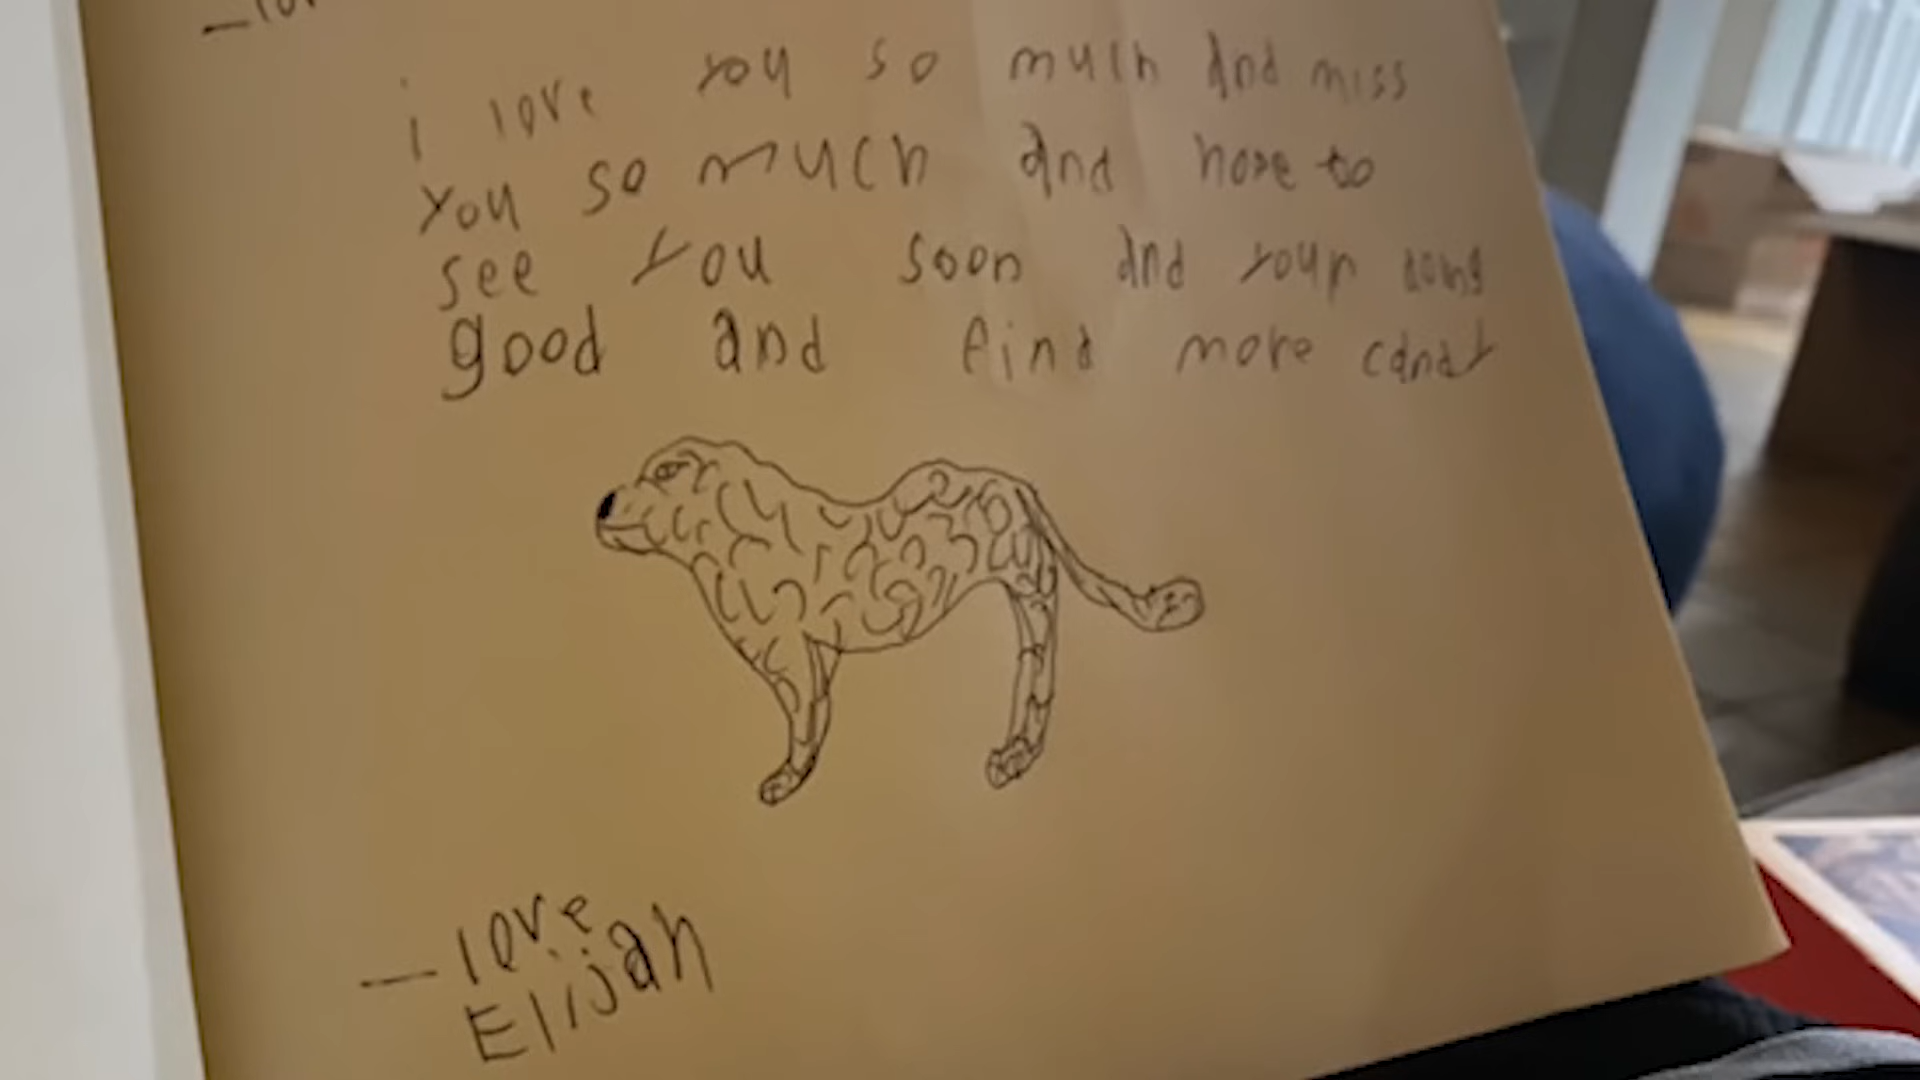 i love you so much and miss
you so much and hope to
see you soon and your doing
good and find more candy
— love
Elijah